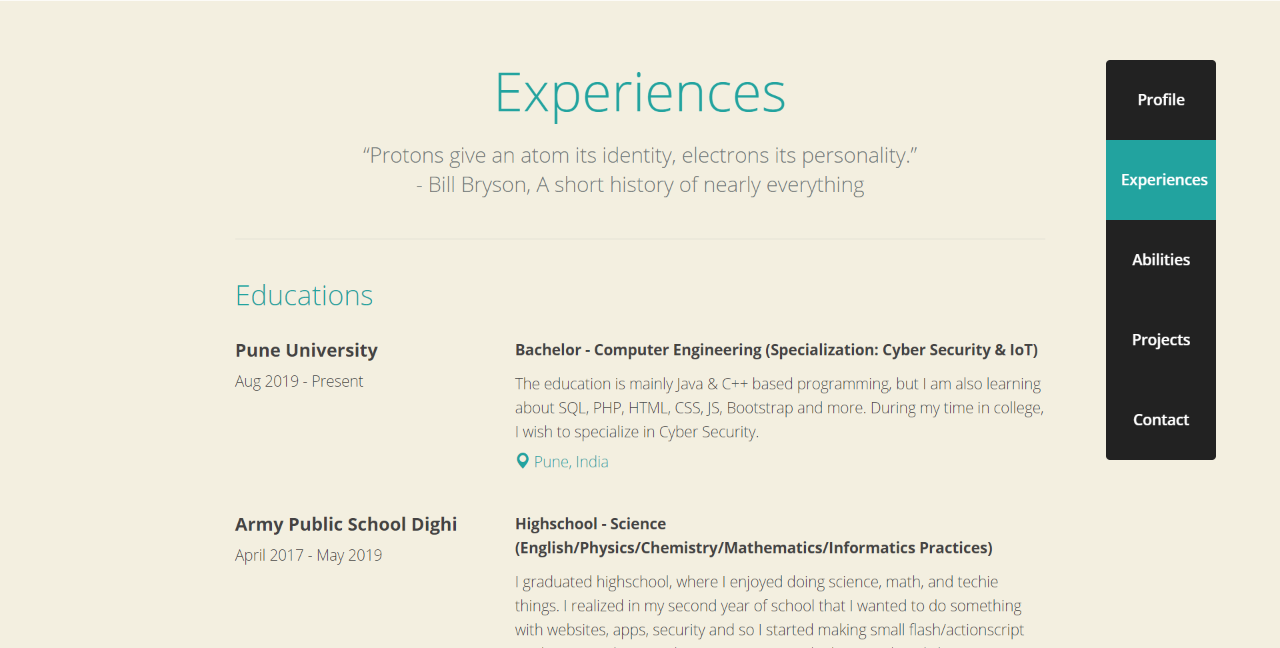 Experiences
“Protons give an atom its identity, electrons its personality.”
- Bill Bryson, A short history of nearly everything
Profile
Experiences
Abilities
Projects
Contact
Educations
Pune University
Aug 2019 - Present
Bachelor - Computer Engineering (Specialization: Cyber Security & IoT)
The education is mainly Java & C++ based programming, but I am also learning
about SQL, PHP, HTML, CSS, JS, Bootstrap and more. During my time in college,
I wish to specialize in Cyber Security.
Pune, India
Army Public School Dighi
April 2017 - May 2019
Highschool - Science
(English/Physics/Chemistry/Mathematics/Informatics Practices)
I graduated highschool, where I enjoyed doing science, math, and techie
things. I realized in my second year of school that I wanted to do something
with websites, apps, security and so I started making small flash/actionscript